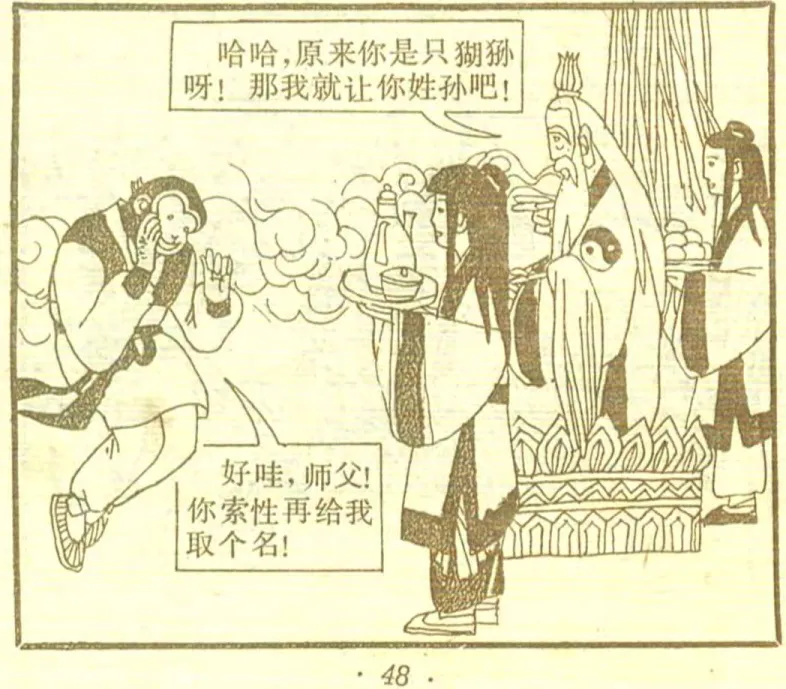 哈哈，原来你是只猢狲
呀！那我就让你姓孙吧！
好哇，师父！
你索性再给我
取个名！
·48·